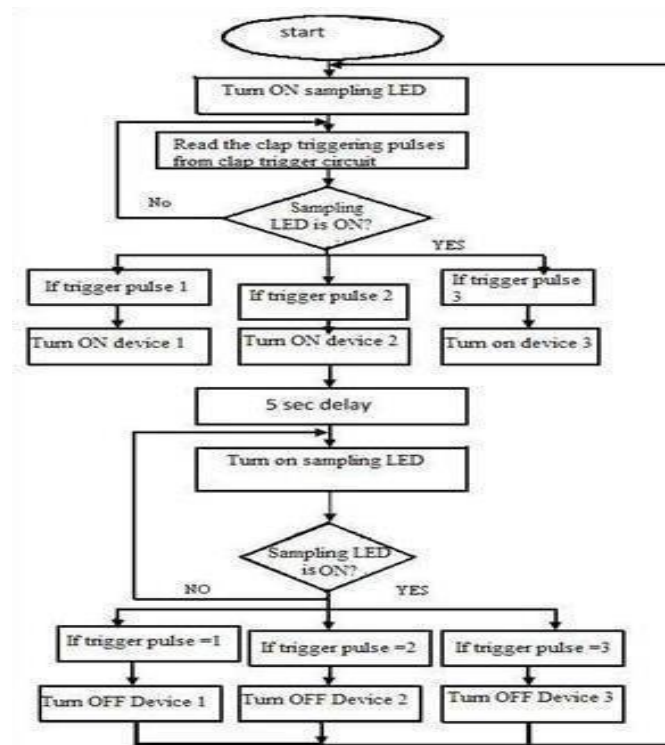 start
Turn ON sampling LED
Read the clap triggering pulses
from clap trigger circuit
No
Sampling
LED is ON?
YES
If trigger pulse 1
If trigger pulse 2
If trigger pulse
3
Turn ON device 1
Turn ON device 2
Turn on device 3
5 sec delay
Turn on sampling LED
Sampling LED
is ON?
NO
YES
If trigger pulse =1
If trigger pulse =2
If trigger pulse =3
Turn OFF Device 1
Turn OFF Device 2
Turn OFF Device 3